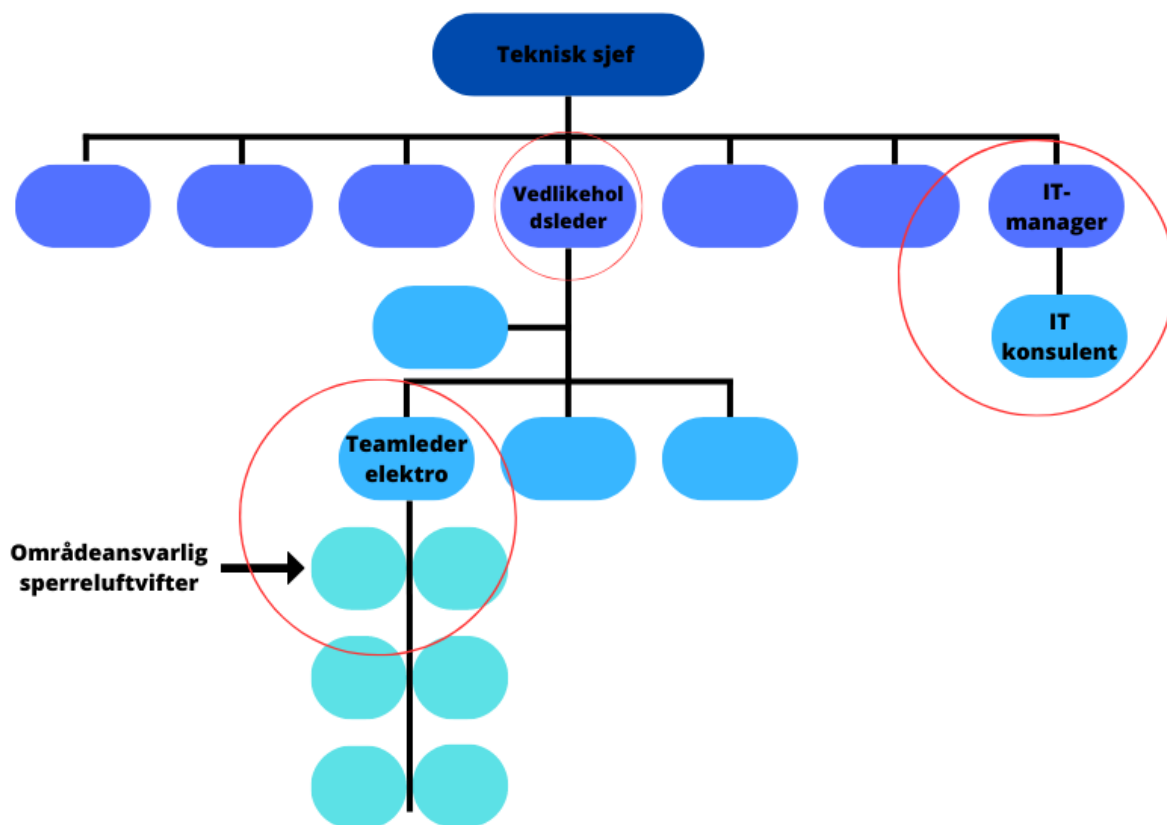 Teknisk sjef
Vedlikehol
dsleder
IT-
manager
IT
konsulent
Teamleder
elektro
Områdeansvarlig
sperreluftvifter